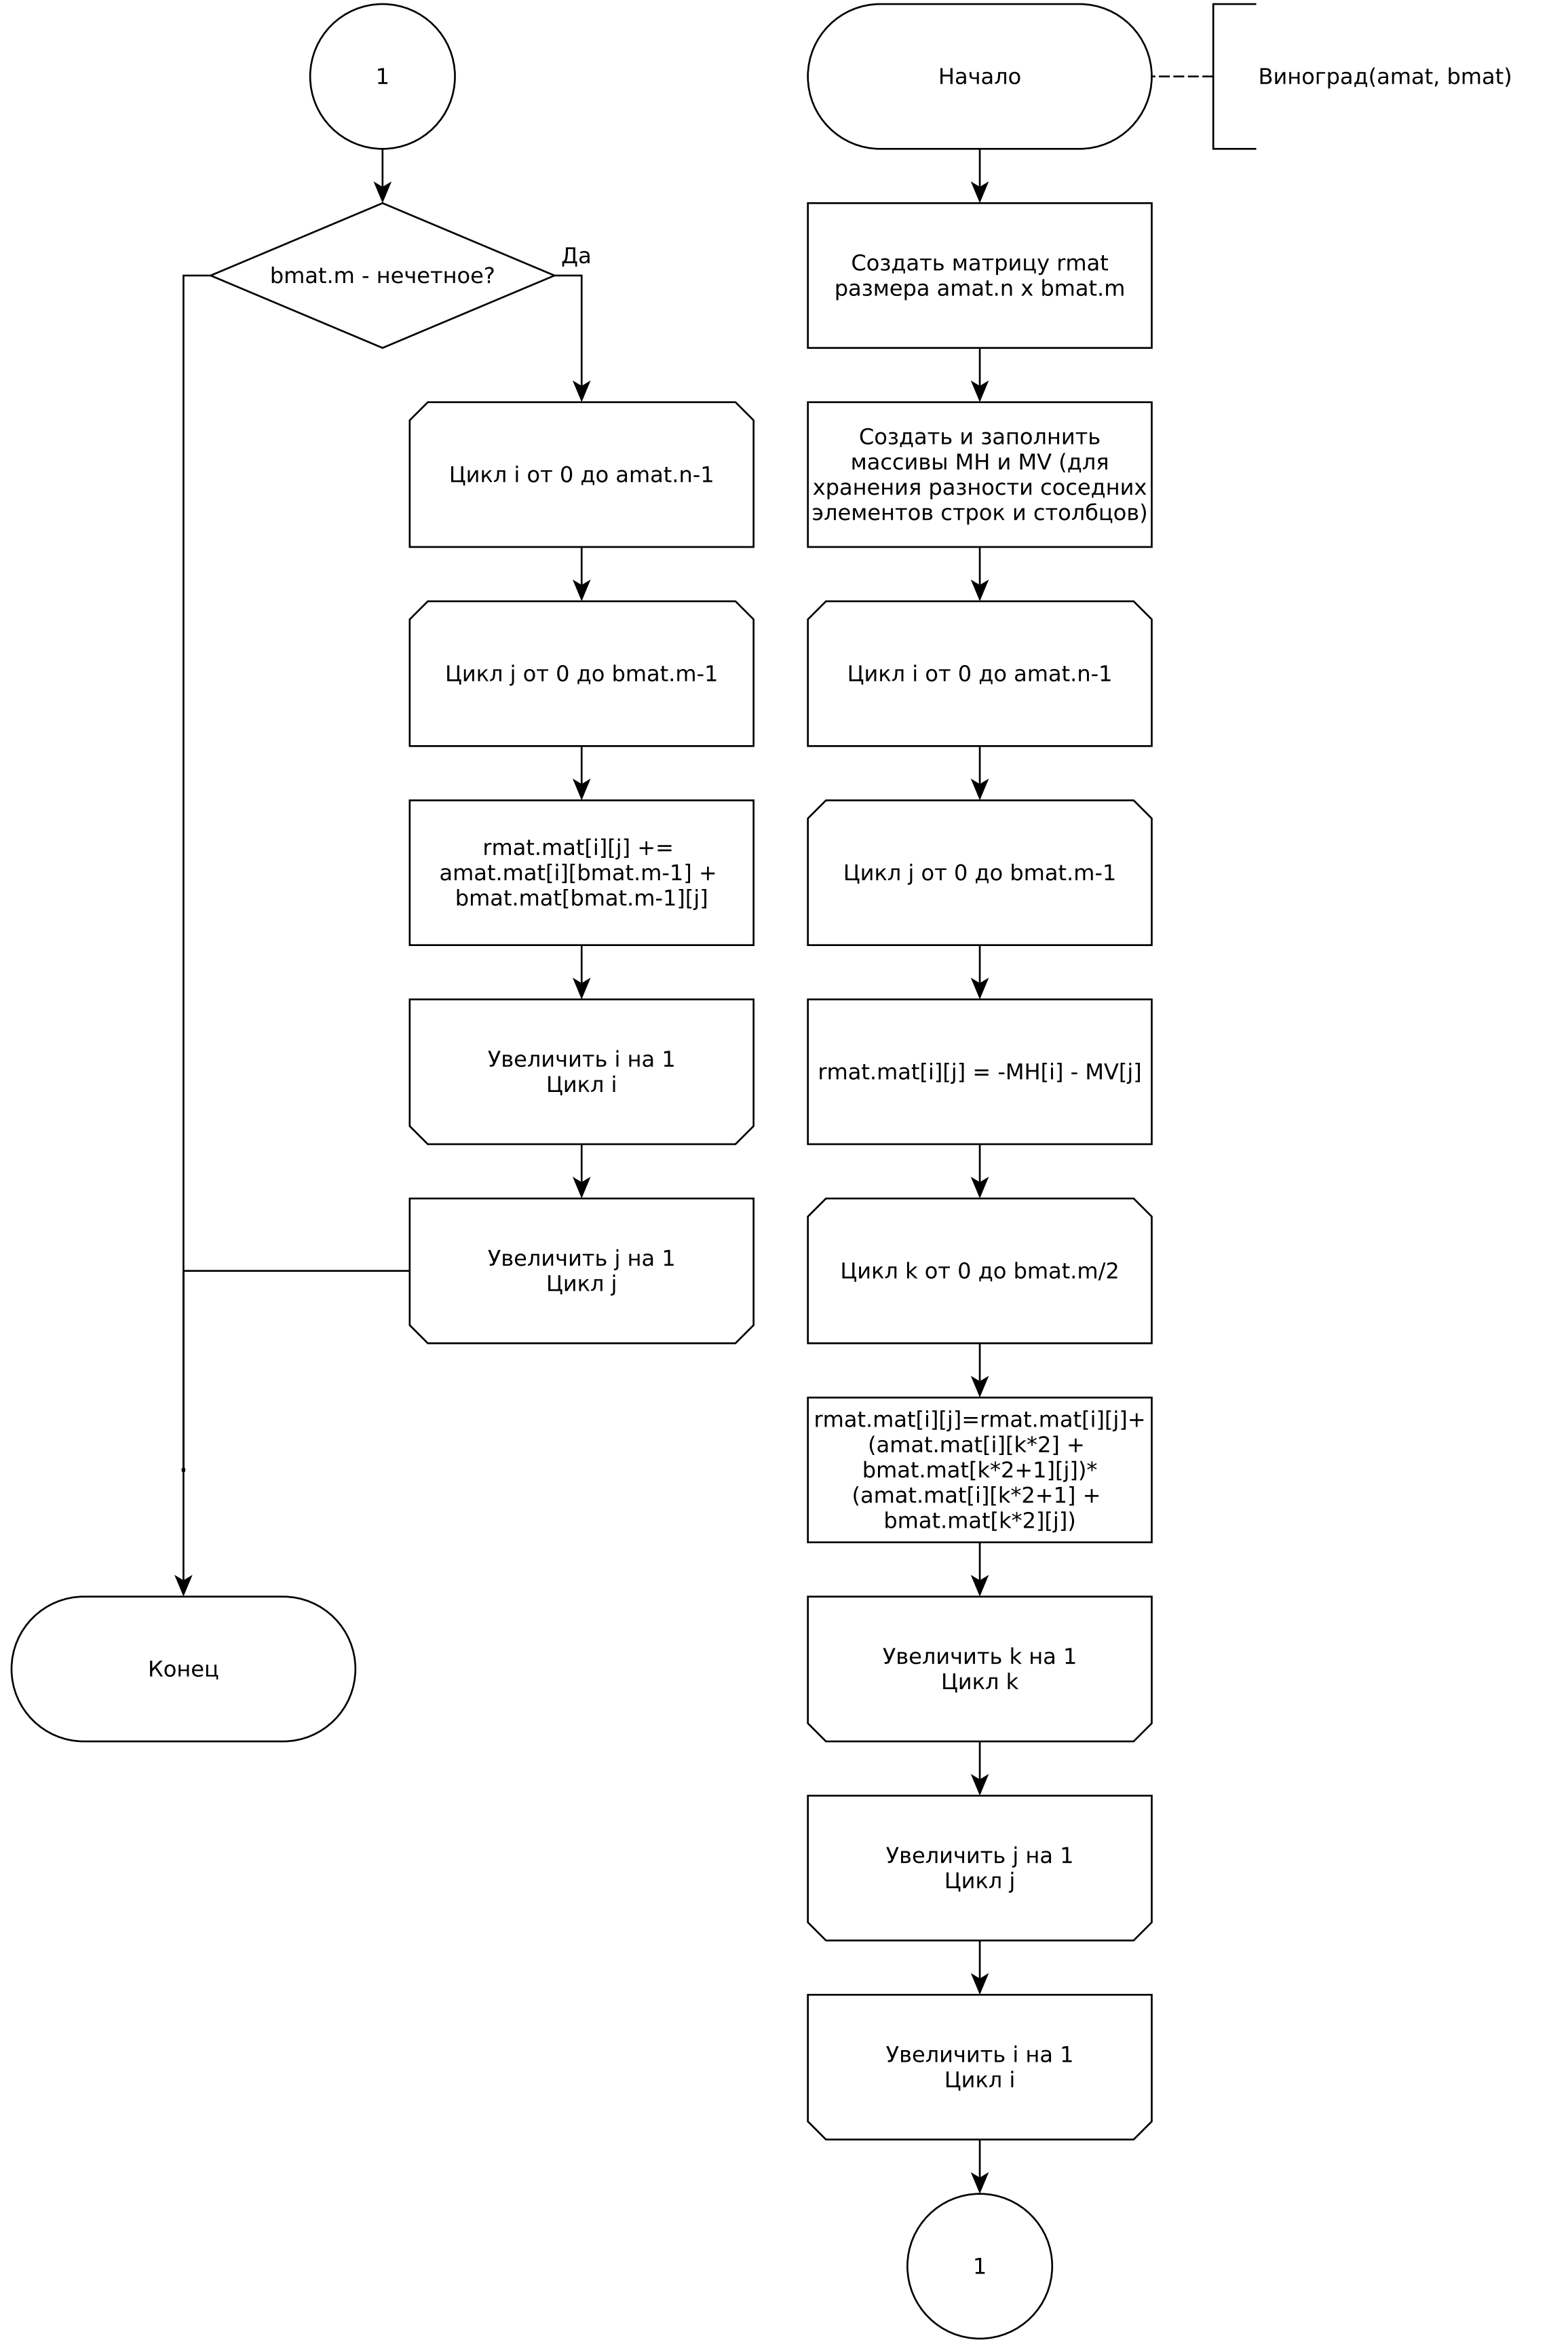 1
bmat.m - нечетное?
Да
Цикл i от 0 до amat.n-1
Цикл j от 0 до bmat.m-1
rmat.mat[i][j] +=
amat.mat[i][bmat.m-1] +
bmat.mat[bmat.m-1][j]
Увеличить i на 1
Цикл i
Увеличить j на 1
Цикл j
Конец
Начало
Виноград(amat, bmat)
Создать матрицу rmat
размера amat.n x bmat.m
Создать и заполнить
массивы MH и MV (для
хранения разности соседних
элементов строк и столбцов)
Цикл i от 0 до amat.n-1
Цикл j от 0 до bmat.m-1
rmat.mat[i][j] = -MH[i] - MV[j]
Цикл k от 0 до bmat.m/2
rmat.mat[i][j]=rmat.mat[i][j]+
(amat.mat[i][k*2] +
bmat.mat[k*2+1][j])*
(amat.mat[i][k*2+1] +
bmat.mat[k*2][j])
Увеличить k на 1
Цикл k
Увеличить j на 1
Цикл j
Увеличить i на 1
Цикл i
1